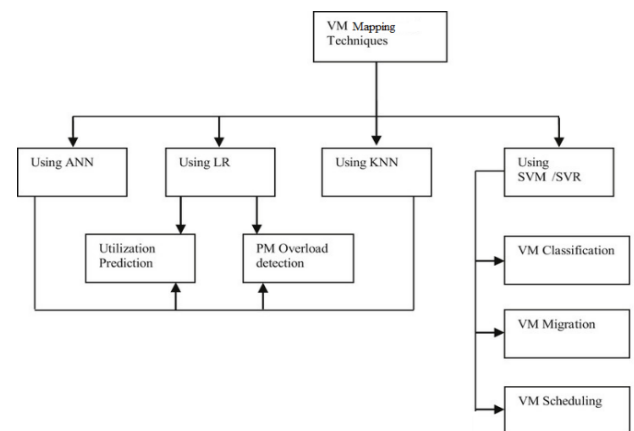 VM Mapping
Techniques
Using ANN
Using LR
Using KNN
Using
SVM /SVR
Utilization
Prediction
PM Overload
detection
VM Classification
VM Migration
VM Scheduling